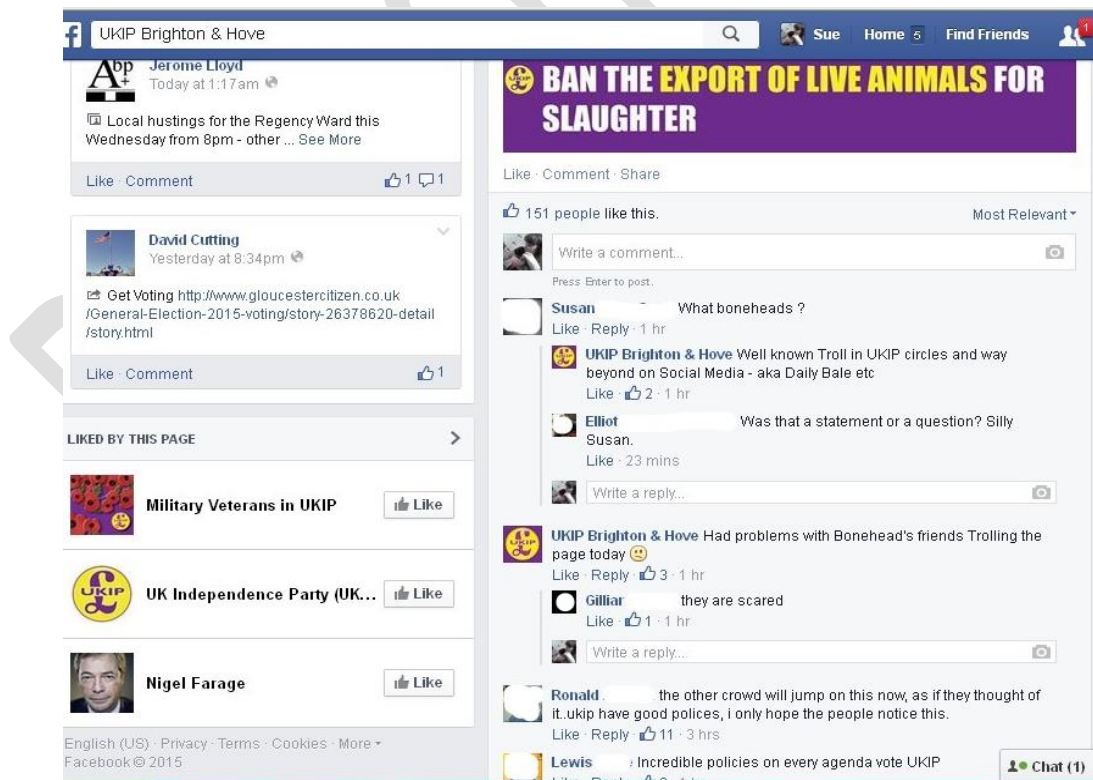 f
UKIP Brighton & Hove
Sue Home 5 Find Friends 1
Abp
+
Jerome Lloyd
Today at 1:17am
Local hustings for the Regency Ward this
Wednesday from 8pm - other ... See More
Like · Comment 1 1
David Cutting
Yesterday at 8:34pm
Get Voting http://www.gloucestercitizen.co.uk
/General-Election-2015-voting/story-26378620-detail
/story.html
Like · Comment 1
LIKED BY THIS PAGE
UKIP
Military Veterans in UKIP Like
UKIP
UK Independence Party (UK... Like
Nigel Farage Like
English (US) · Privacy · Terms · Cookies · More
Facebook © 2015
UKIP
BAN THE EXPORT OF LIVE ANIMALS FOR
SLAUGHTER
Like · Comment · Share
151 people like this. Most Relevant
Write a comment...
Press Enter to post.
Susan What boneheads ?
Like · Reply · 1 hr
UKIP
UKIP Brighton & Hove Well known Troll in UKIP circles and way
beyond on Social Media - aka Daily Bale etc
Like · 2 · 1 hr
Elliot Was that a statement or a question? Silly
Susan.
Like · 23 mins
Write a reply...
UKIP
UKIP Brighton & Hove Had problems with Bonehead's friends Trolling the
page today
Like · Reply · 3 · 1 hr
Gilliar they are scared
Like · 1 · 1 hr
Write a reply...
Ronald the other crowd will jump on this now, as if they thought of
it..ukip have good polices, i only hope the people notice this.
Like · Reply · 11 · 3 hrs
Lewis Incredible policies on every agenda vote UKIP
Chat (1)